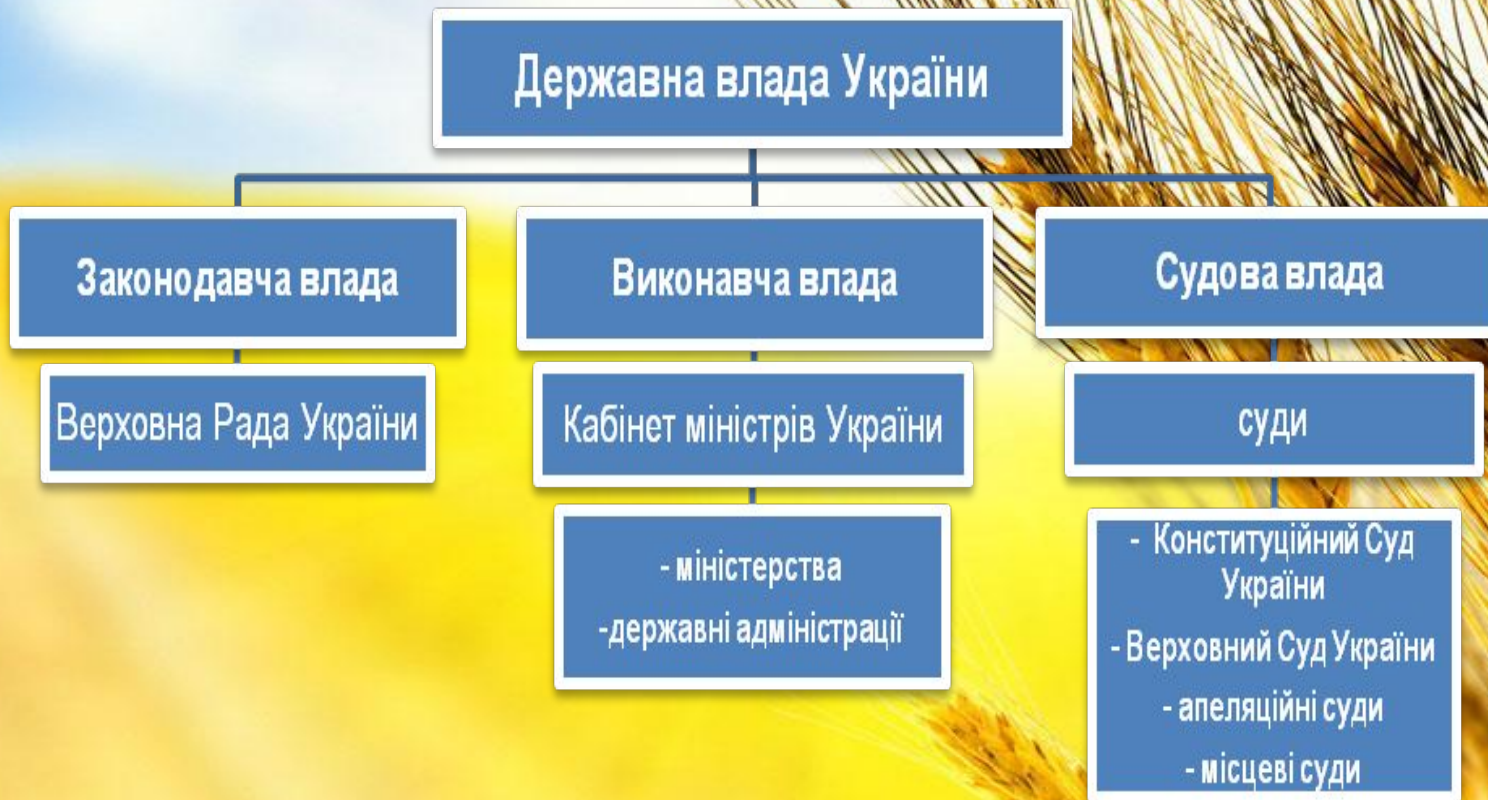 Державна влада України
Законодавча влада
Виконавча влада
Судова влада
Верховна Рада України
Кабінет міністрів України
суди
- міністерства
-державні адміністрації
- Конституційний Суд
України
- Верховний Суд України
- апеляційні суди
- місцеві суди